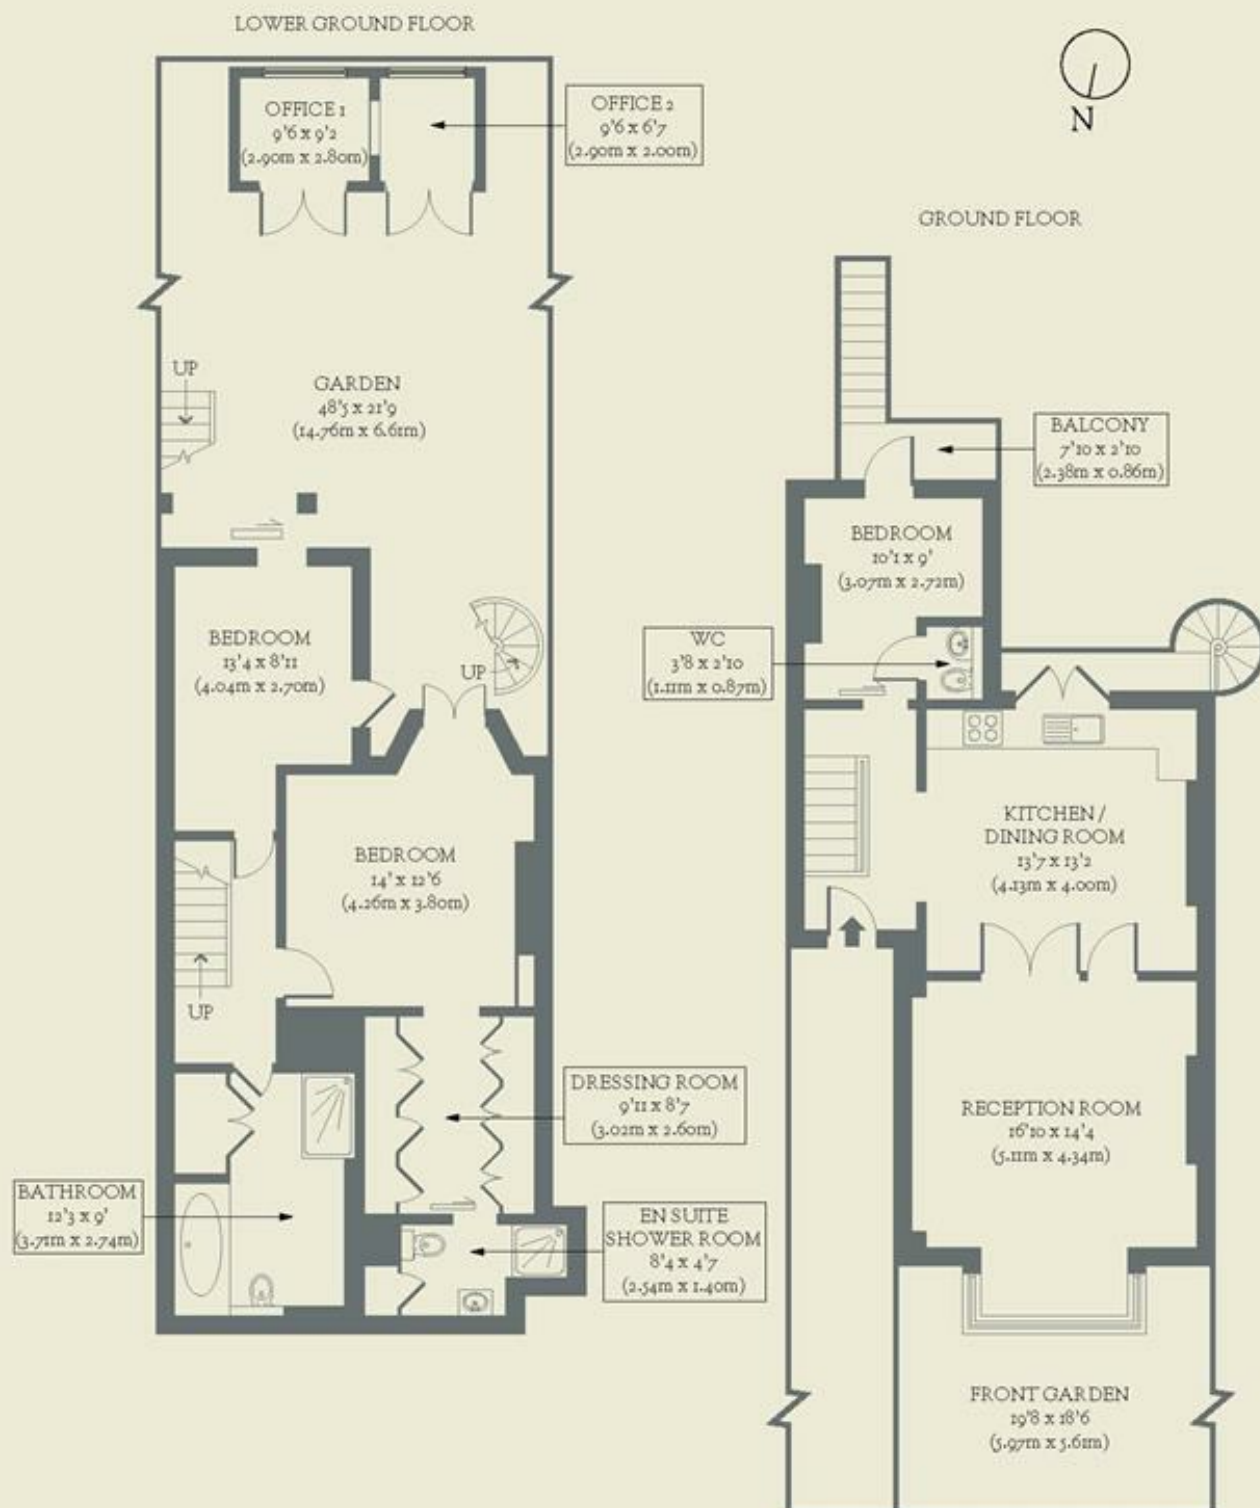 LOWER GROUND FLOOR
OFFICE 1
9'6 x 9'2
(2.90m x 2.80m)
OFFICE 2
9'6 x 6'7
(2.90m x 2.00m)
N
GROUND FLOOR
UP
GARDEN
48'5 x 21'9
(14.76m x 6.61m)
BALCONY
7'10 x 2'10
(2.38m x 0.86m)
BEDROOM
10'1 x 9'
(3.07m x 2.72m)
BEDROOM
13'4 x 8'11
(4.04m x 2.70m)
UP
WC
3'8 x 2'10
(1.11m x 0.87m)
KITCHEN /
DINING ROOM
13'7 x 13'2
(4.13m x 4.00m)
BEDROOM
14' x 12'6
(4.26m x 3.80m)
UP
DRESSING ROOM
9'11 x 8'7
(3.02m x 2.60m)
RECEPTION ROOM
16'10 x 14'4
(5.11m x 4.34m)
BATHROOM
12'3 x 9'
(3.71m x 2.74m)
EN SUITE
SHOWER ROOM
8'4 x 4'7
(2.54m x 1.40m)
FRONT GARDEN
19'8 x 18'6
(5.97m x 5.61m)